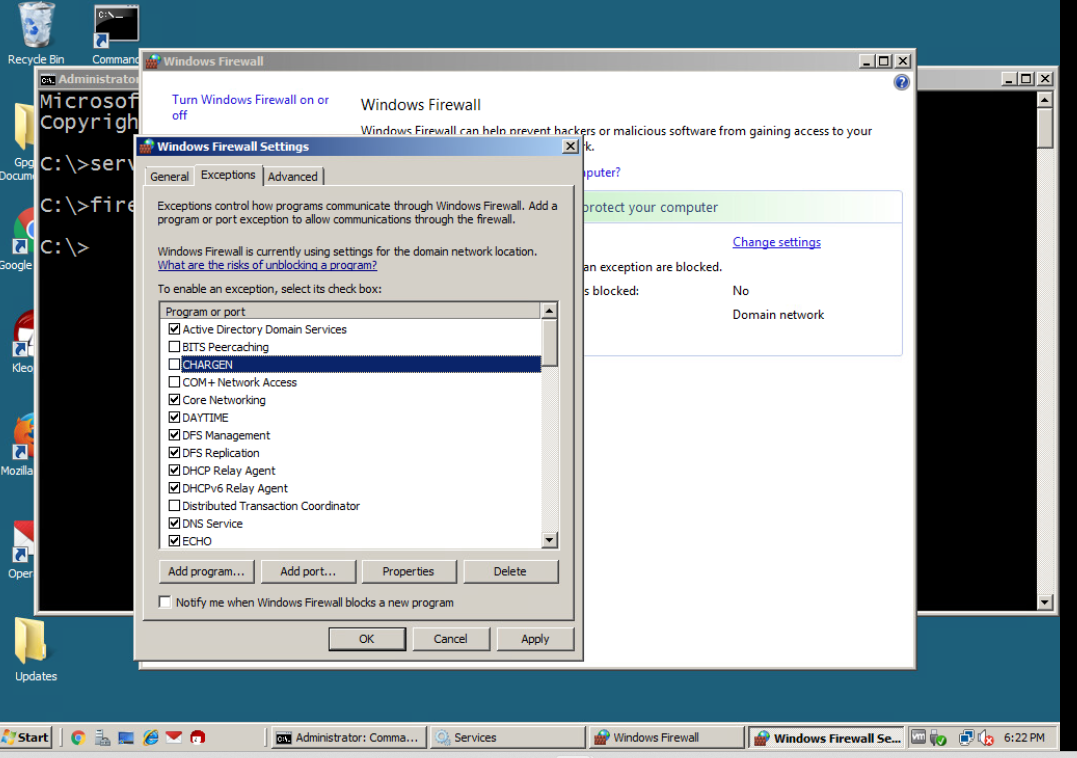 Recycle Bin
Command
Windows Firewall
Administrator
Microsof
Copyrigh
C:\>serv
C:\>fire
C:\>
Turn Windows Firewall on or
off
Windows Firewall
Windows Firewall can help prevent hackers or malicious software from gaining access to your
k.
puter?
protect your computer
Change settings
an exception are blocked.
s blocked:
No
Domain network
Windows Firewall Settings
General
Exceptions
Advanced
Exceptions control how programs communicate through Windows Firewall. Add a
program or port exception to allow communications through the firewall.
Windows Firewall is currently using settings for the domain network location.
What are the risks of unblocking a program?
To enable an exception, select its check box:
Program or port
Active Directory Domain Services
BITS Peercaching
CHARGEN
COM+ Network Access
Core Networking
DAYTIME
DFS Management
DFS Replication
DHCP Relay Agent
DHCPv6 Relay Agent
Distributed Transaction Coordinator
DNS Service
ECHO
Add program...
Add port...
Properties
Delete
Notify me when Windows Firewall blocks a new program
OK
Cancel
Apply
Gpg
Docum
Google
Kleo
Mozilla
Oper
Updates
Start
Administrator: Comma...
Services
Windows Firewall
Windows Firewall Se...
6:22 PM